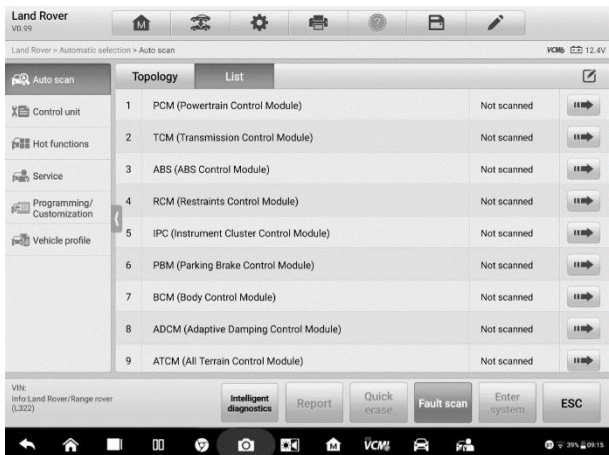 Land Rover
V0.99
Land Rover > Automatic selection > Auto scan
VCMI 12.4V
Auto scan
Control unit
Hot functions
Service
Programming/
Customization
Vehicle profile
Topology List
1 PCM (Powertrain Control Module) Not scanned
2 TCM (Transmission Control Module) Not scanned
3 ABS (ABS Control Module) Not scanned
4 RCM (Restraints Control Module) Not scanned
5 IPC (Instrument Cluster Control Module) Not scanned
6 PBM (Parking Brake Control Module) Not scanned
7 BCM (Body Control Module) Not scanned
8 ADCM (Adaptive Damping Control Module) Not scanned
9 ATCM (All Terrain Control Module) Not scanned
VIN:
Info:Land Rover/Range rover
(L322)
Intelligent
diagnostics
Report
Quick
erase
Fault scan
Enter
system
ESC
M
VCMI
39% 09:15